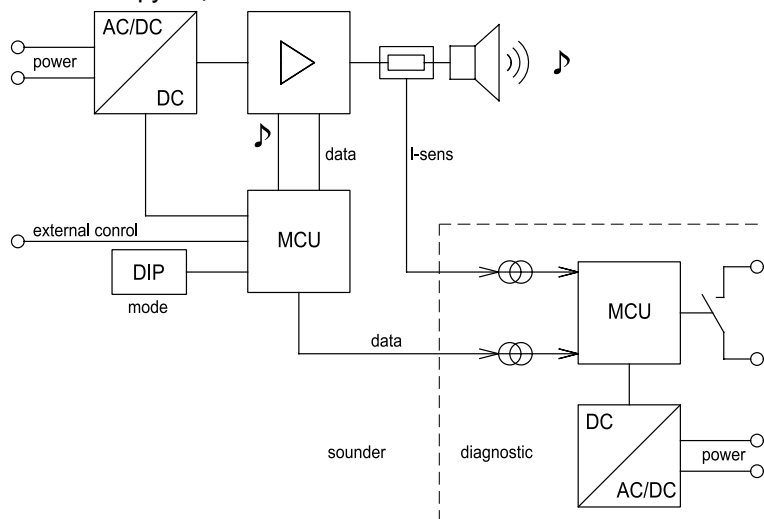 AC/DC
DC
power
data
I-sens
external conrol
MCU
DIP
mode
MCU
data
sounder
diagnostic
DC
AC/DC
power